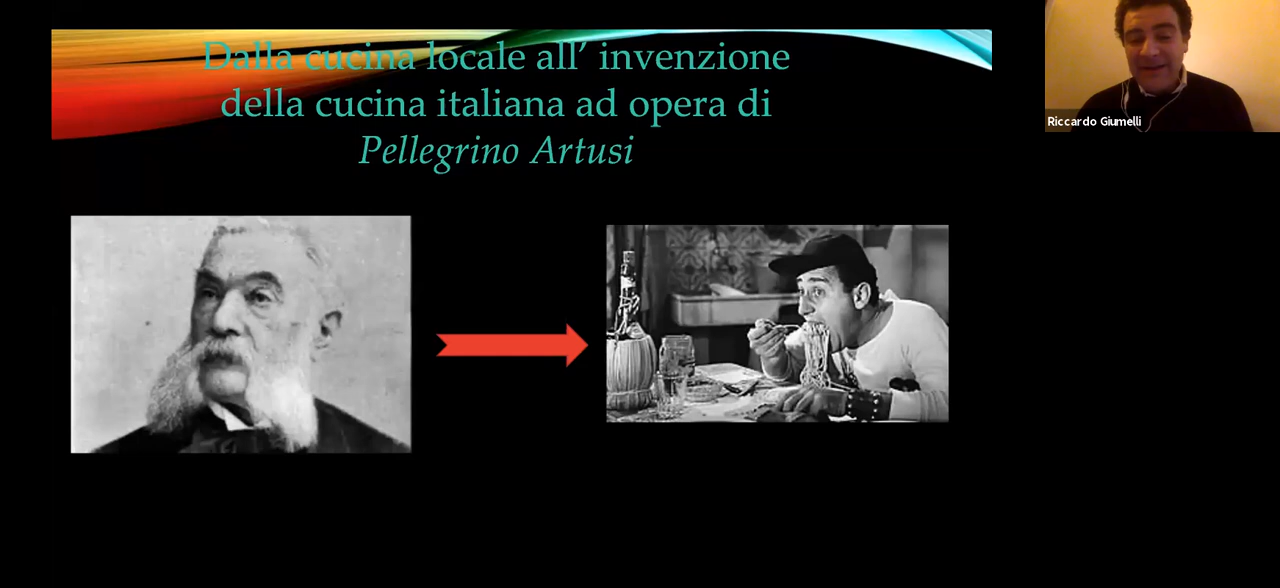 Dalla cucina locale all’ invenzione
della cucina italiana ad opera di
Pellegrino Artusi
Riccardo Giumelli